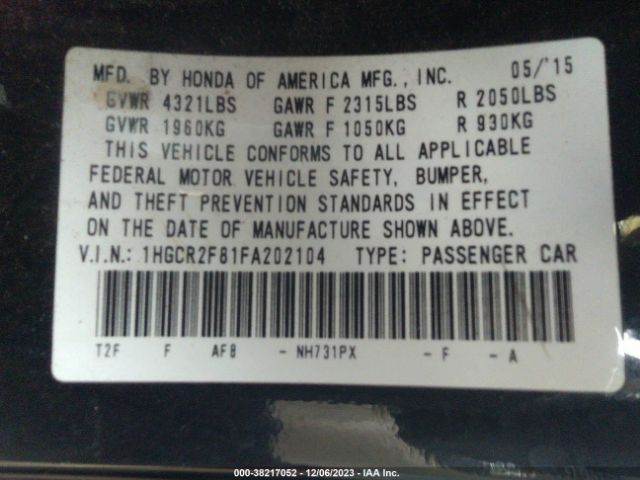 MFD. BY HONDA OF AMERICA MFG., INC. 05/'15
GVWR 4321LBS GAWR F 2315LBS R 2050LBS
GVWR 1960KG GAWR F 1050KG R 930KG
THIS VEHICLE CONFORMS TO ALL APPLICABLE
FEDERAL MOTOR VEHICLE SAFETY, BUMPER,
AND THEFT PREVENTION STANDARDS IN EFFECT
ON THE DATE OF MANUFACTURE SHOWN ABOVE.
V.I.N.: 1HGCR2F81FA202104 TYPE: PASSENGER CAR
T2F F AF8 - NH731PX - F - A
000-38217052 - 12/06/2023 - IAA Inc.